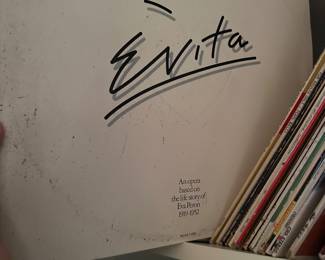 Evita
An opera
based on
the life story of
Eva Peron
1919-1952